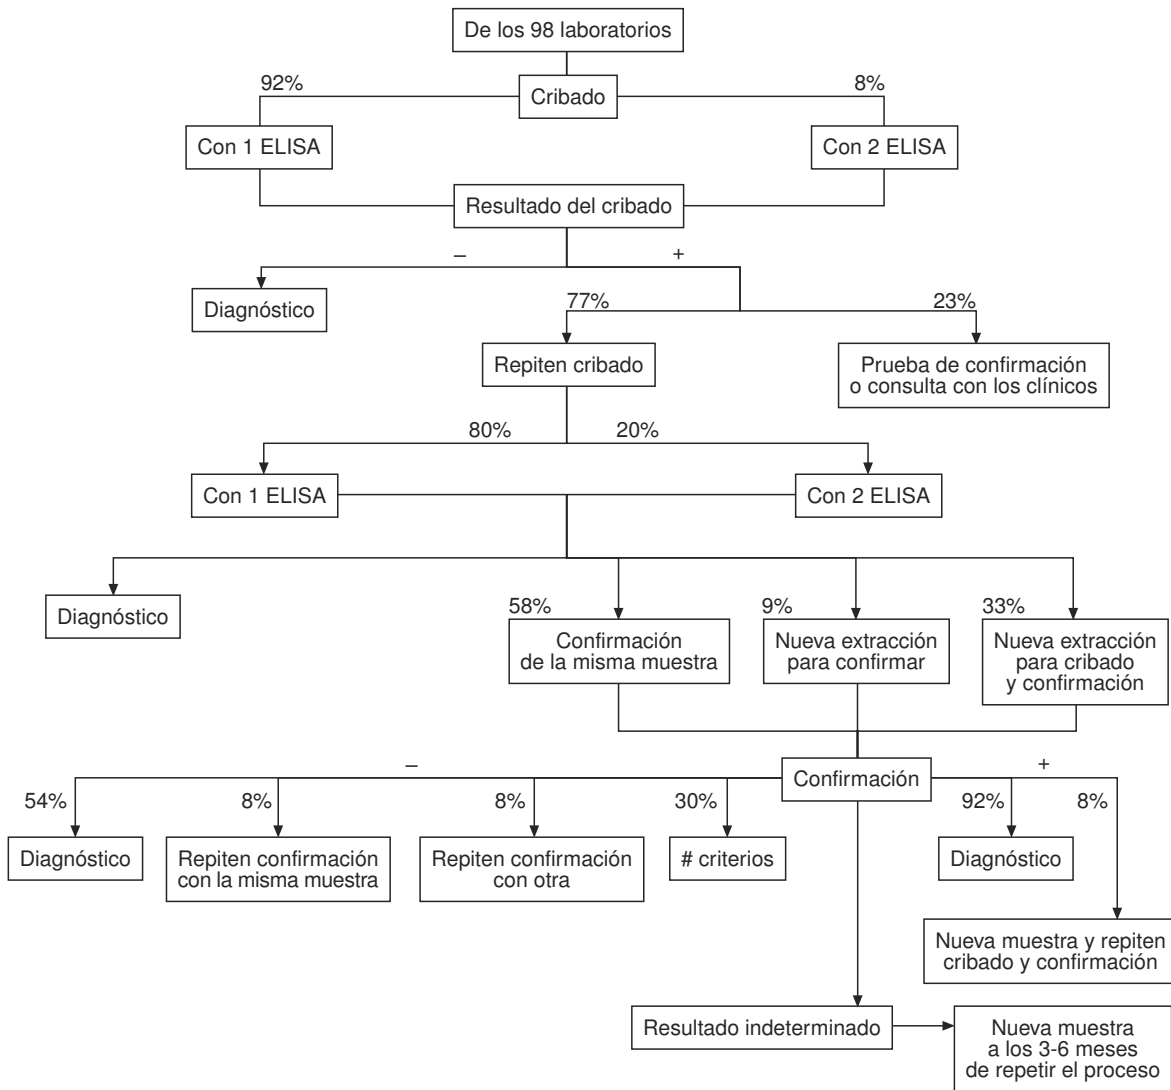 De los 98 laboratorios
92%
8%
Cribado
Con 1 ELISA
Con 2 ELISA
Resultado del cribado
–
+
Diagnóstico
77%
23%
Repiten cribado
Prueba de confirmación
o consulta con los clínicos
80%
20%
Con 1 ELISA
Con 2 ELISA
Diagnóstico
58%
9%
33%
Confirmación
de la misma muestra
Nueva extracción
para confirmar
Nueva extracción
para cribado
y confirmación
–
Confirmación
+
54%
8%
8%
30%
92%
8%
Diagnóstico
Repiten confirmación
con la misma muestra
Repiten confirmación
con otra
# criterios
Diagnóstico
Nueva muestra y repiten
cribado y confirmación
Resultado indeterminado
Nueva muestra
a los 3-6 meses
de repetir el proceso